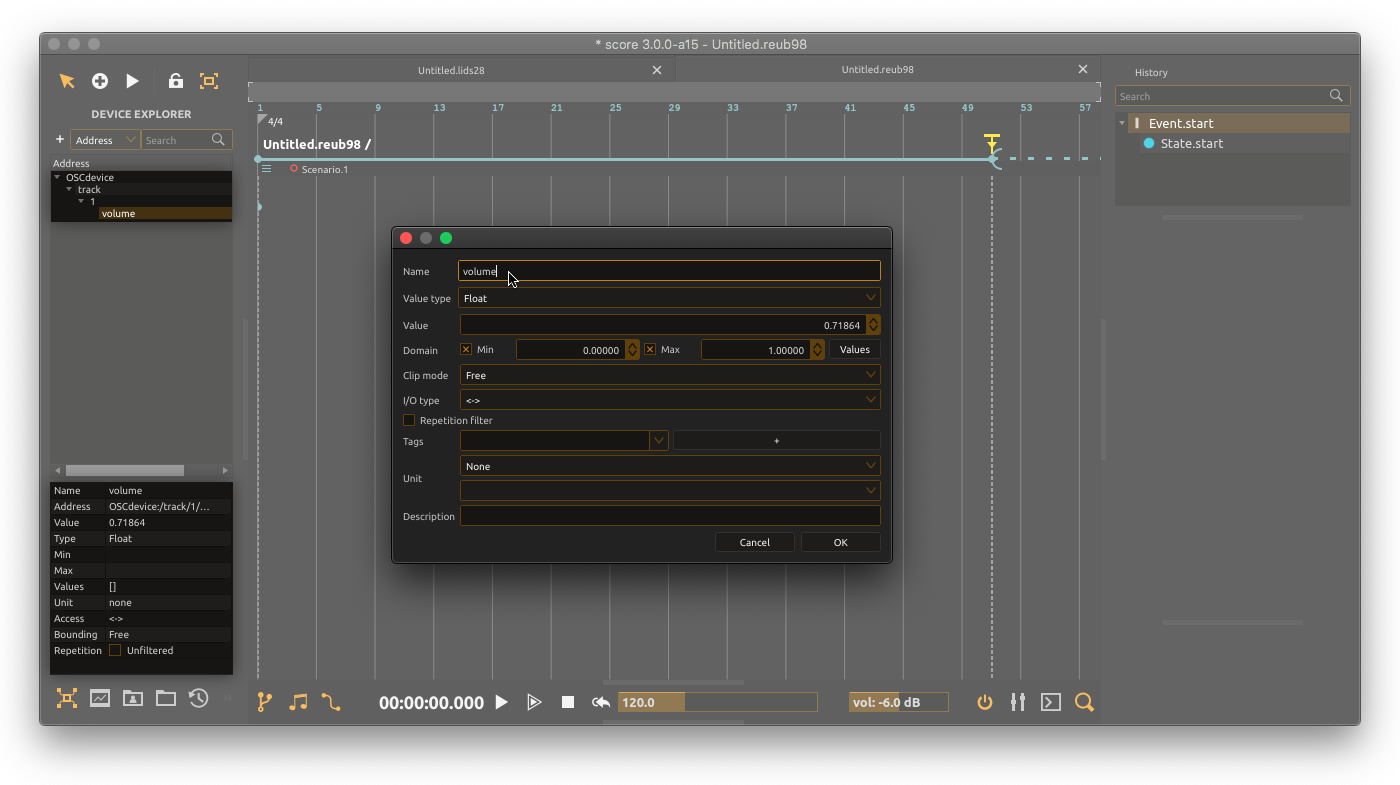 * score 3.0.0-a15 - Untitled.reub98
DEVICE EXPLORER
+ Address Search
Address
OSCdevice
track
1
volume
Name volume
Address OSCdevice:/track/1/...
Value 0.71864
Type Float
Min
Max
Values []
Unit none
Access <->
Bounding Free
Repetition Unfiltered
Untitled.lids28
Untitled.reub98
1 5 9 13 17 21 25 29 33 37 41 45 49 53 57
4/4
Untitled.reub98 /
Scenario.1
Name volume
Value type Float
Value 0.71864
Domain Min 0.00000 Max 1.00000 Values
Clip mode Free
I/O type <->
Repetition filter
Tags +
None
Unit
Description
Cancel OK
00:00:00.000 120.0 vol: -6.0 dB
History
Search
Event.start
State.start